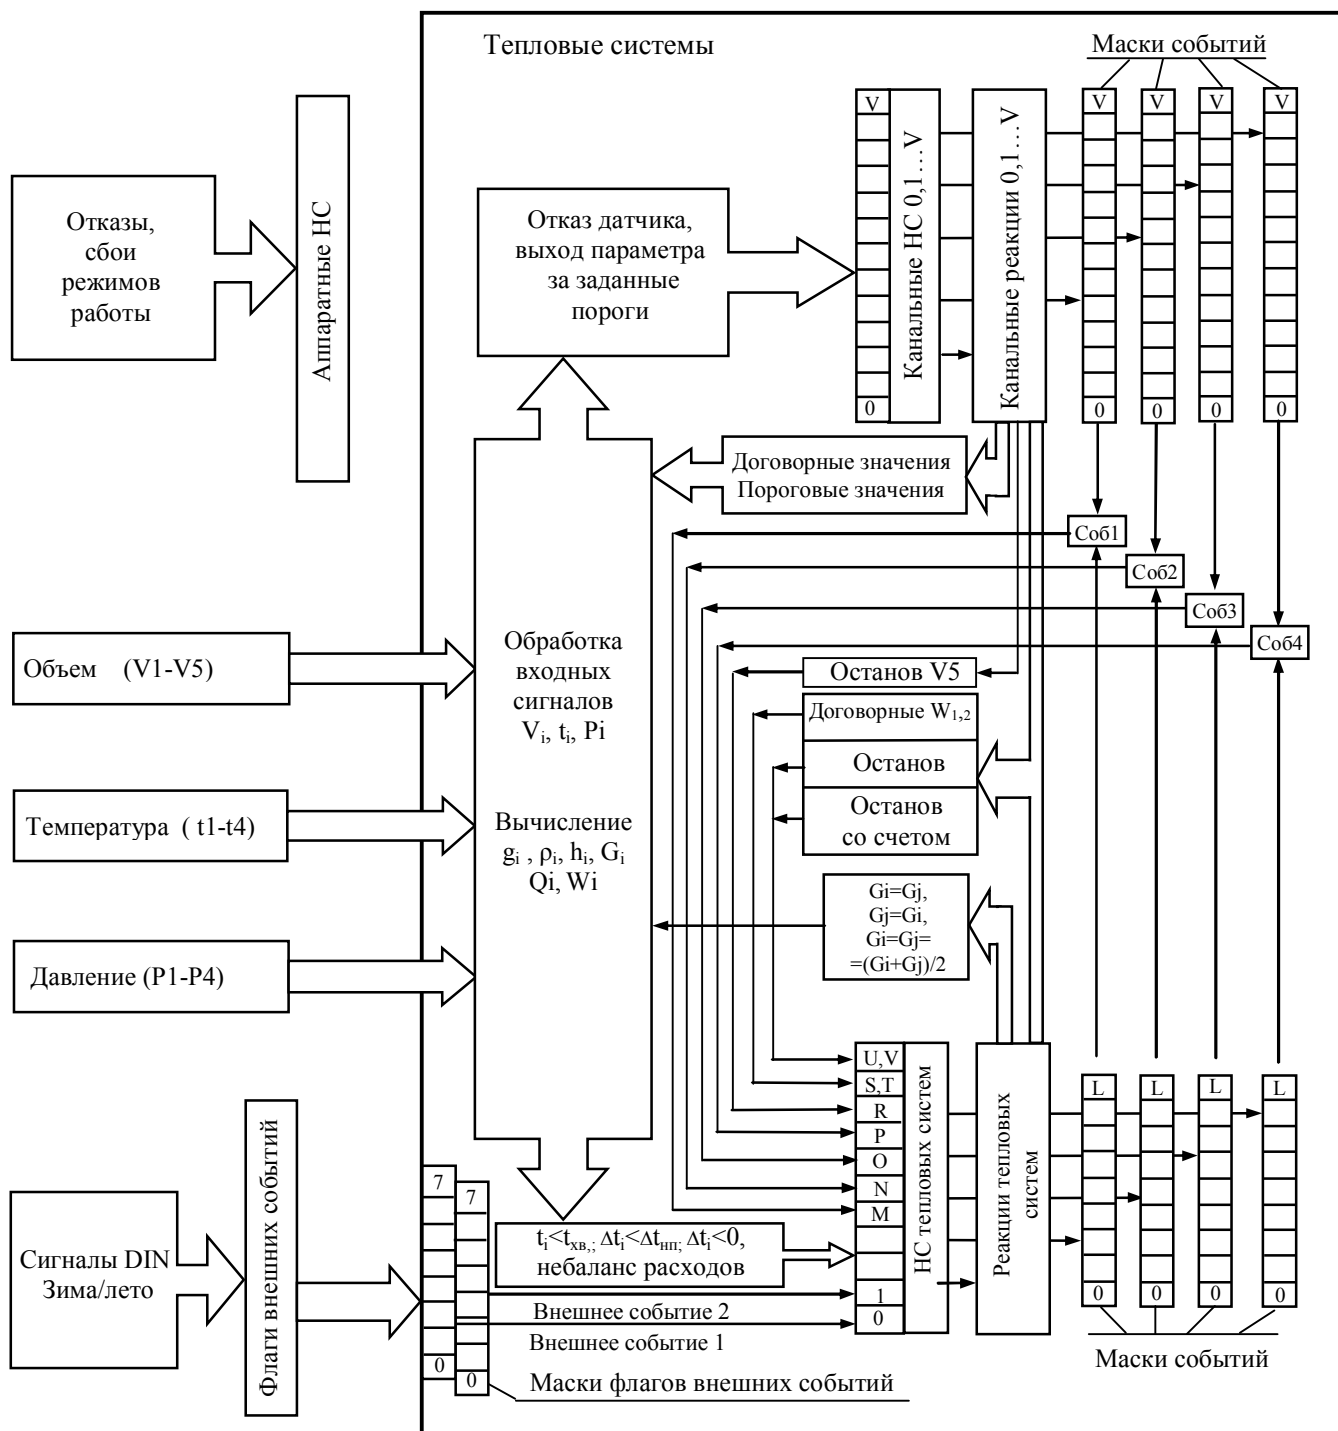 Тепловые системы
Маски событий
Отказы,
сбои
режимов
работы
Аппаратные НС
Отказ датчика,
выход параметра
за заданные
пороги
V
0
Канальные НС 0,1…V
Канальные реакции 0,1…V
V
V
V
V
0
0
0
0
Договорные значения
Пороговые значения
Соб1
Соб2
Соб3
Соб4
Объем (V1-V5)
Температура ( t1-t4)
Давление (P1-P4)
Обработка
входных
сигналов
Vi, ti, Pi
Вычисление
gi , ρi, hi, Gi
Qi, Wi
Останов V5
Договорные W1,2
Останов
Останов
со счетом
Gi=Gj,
Gj=Gi,
Gi=Gj=
=(Gi+Gj)/2
U,V
S,T
R
P
O
N
M
1
0
НС тепловых систем
Реакции тепловых
систем
L
L
L
L
0
0
0
0
Маски событий
Сигналы DIN
Зима/лето
Флаги внешних событий
7
7
0
0
ti<tхв,; Δti<Δtнп; Δti<0,
небаланс расходов
Внешнее событие 2
Внешнее событие 1
Маски флагов внешних событий